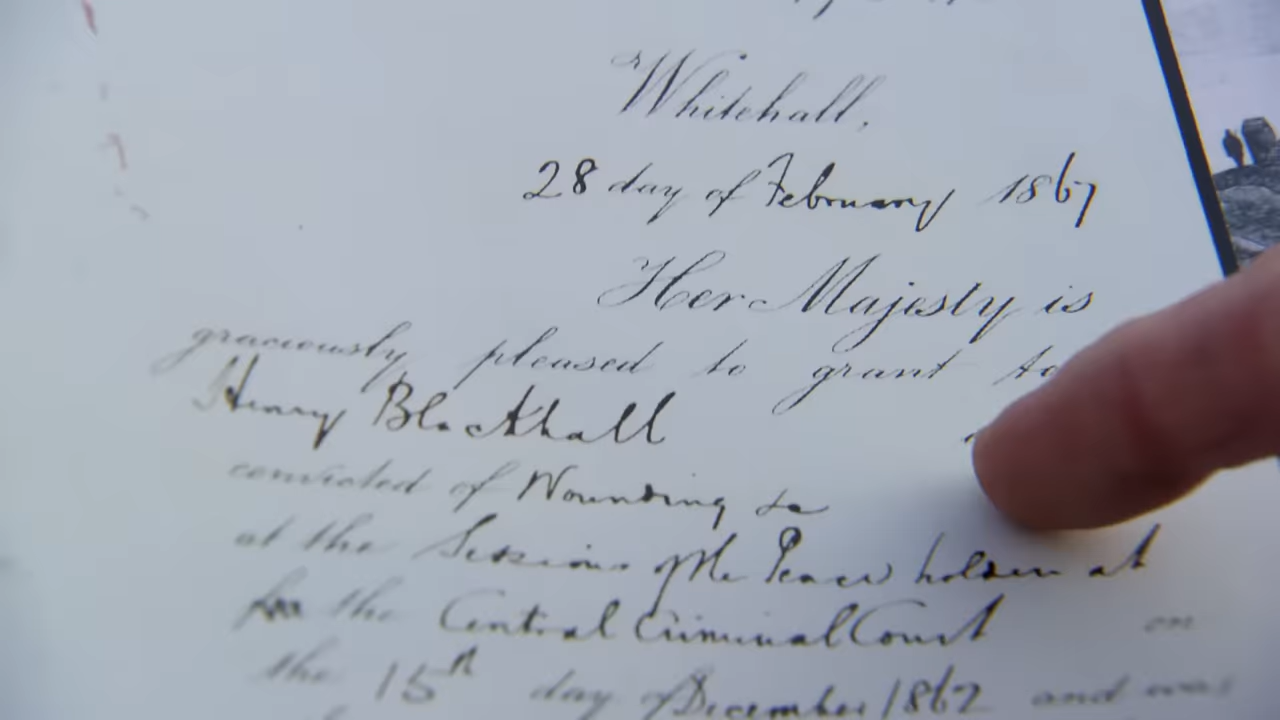 Whitehall,
28 day of February 1867
Her Majesty is
graciously pleased to grant to
Henry Blackhall
convicted of Wounding &c
at the Sessions of the Peace holden at
the Central Criminal Court on
the 15th day of December 1862 and was